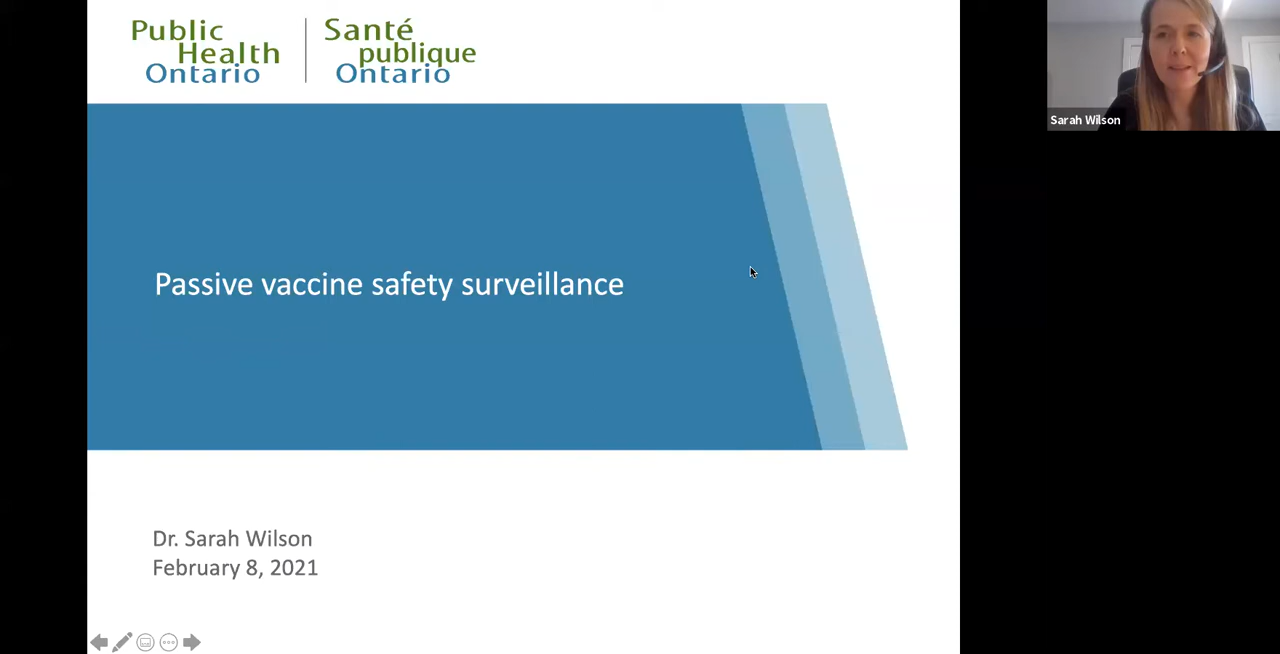 Public
Health
Ontario
Santé
publique
Ontario
Sarah Wilson
Passive vaccine safety surveillance
Dr. Sarah Wilson
February 8, 2021